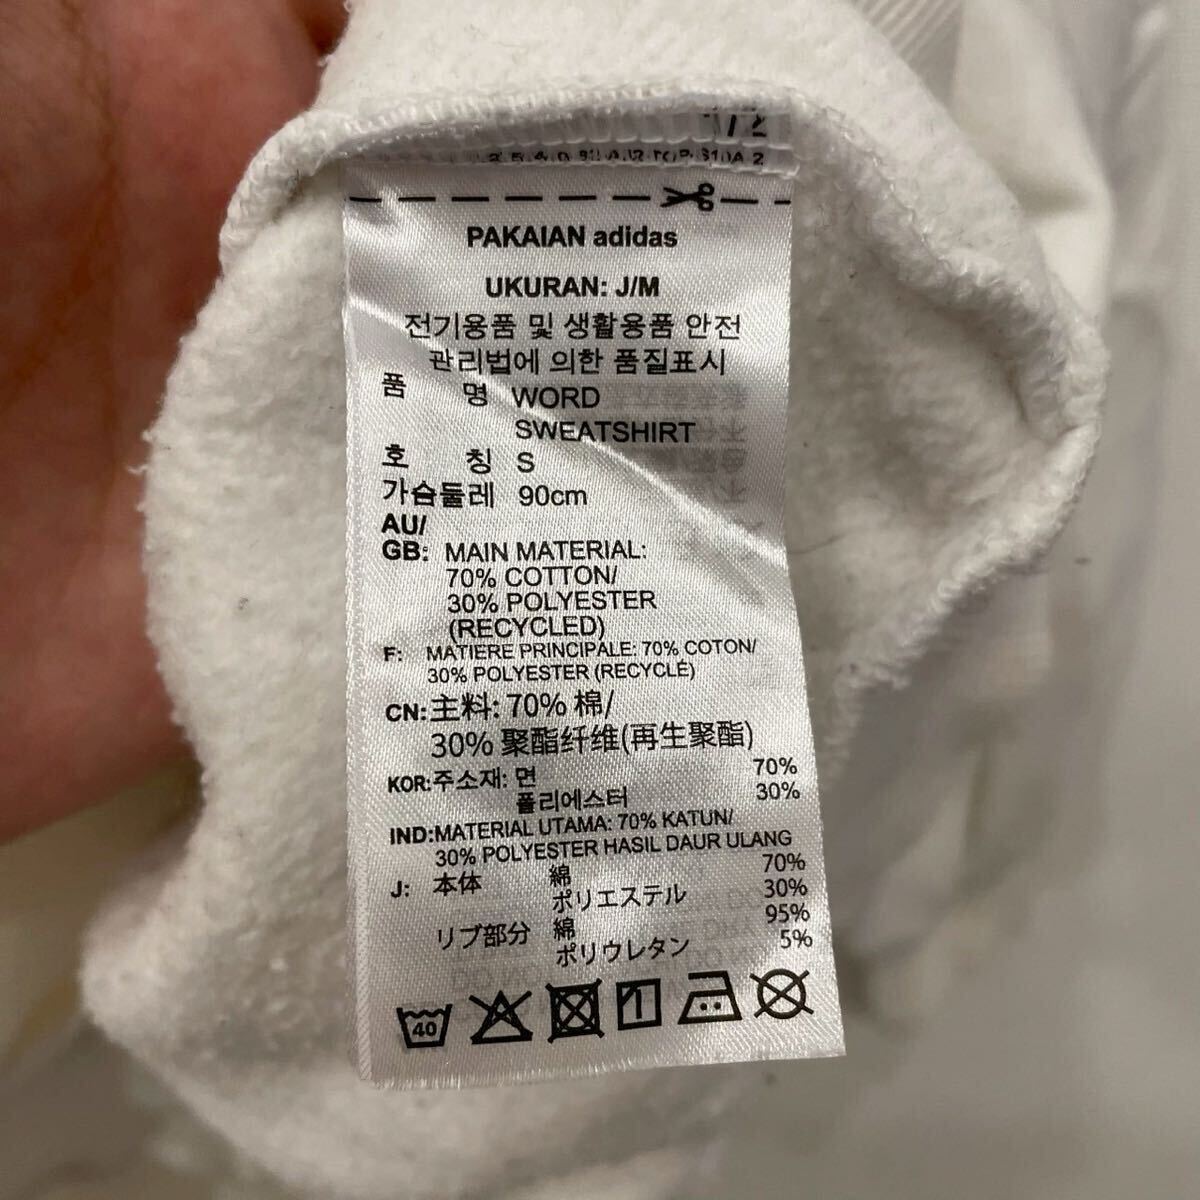 PAKAIAN adidas
UKURAN: J/M
전기용품 및 생활용품 안전
관리법에 의한 품질표시
품 명 WORD
SWEATSHIRT
호 칭 S
가슴둘레 90cm
AU/
GB: MAIN MATERIAL:
70% COTTON/
30% POLYESTER
(RECYCLED)
F: MATIERE PRINCIPALE: 70% COTON/
30% POLYESTER (RECYCLÉ)
CN:主料: 70% 棉/
30% 聚酯纤维(再生聚酯)
KOR:주소재: 면 70%
폴리에스터 30%
IND:MATERIAL UTAMA: 70% KATUN/
30% POLYESTER HASIL DAUR ULANG
J: 本体 綿 70%
ポリエステル 30%
リブ部分 綿 95%
ポリウレタン 5%
40
1